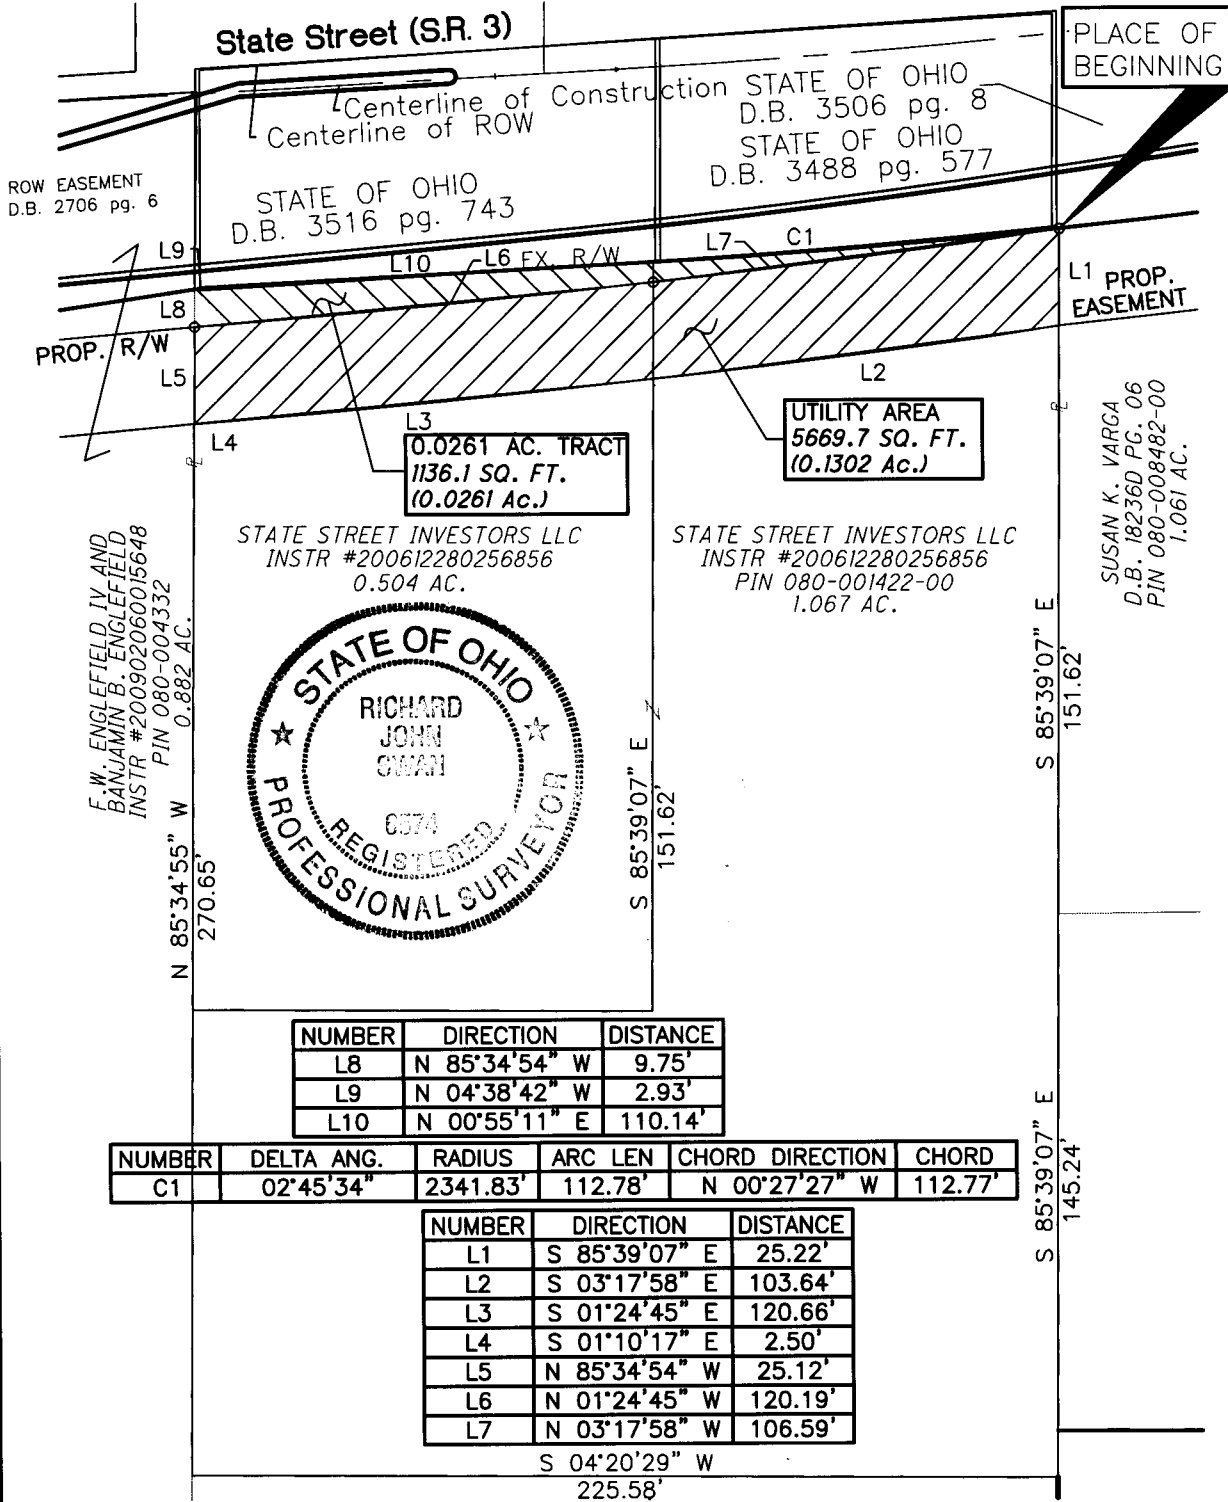 State Street (S.R. 3)
PLACE OF
BEGINNING
Centerline of Construction
Centerline of ROW
STATE OF OHIO
D.B. 3506 pg. 8
STATE OF OHIO
D.B. 3488 pg. 577
ROW EASEMENT
D.B. 2706 pg. 6
STATE OF OHIO
D.B. 3516 pg. 743
L9
L10
L6 EX. R/W
L7
C1
L1
PROP.
EASEMENT
L8
PROP. R/W
L5
L2
L3
L4
0.0261 AC. TRACT
1136.1 SQ. FT.
(0.0261 Ac.)
UTILITY AREA
5669.7 SQ. FT.
(0.1302 Ac.)
STATE STREET INVESTORS LLC
INSTR #200612280256856
0.504 AC.
STATE STREET INVESTORS LLC
INSTR #200612280256856
PIN 080-001422-00
1.067 AC.
SUSAN K. VARGA
D.B. 18236D PG. 06
PIN 080-008482-00
1.061 AC.
F.W. ENGLEFIELD IV AND
BANJAMIN B. ENGLEFIELD
INSTR #200902060015648
PIN 080-004332
0.882 AC.
STATE OF OHIO
RICHARD
JOHN
SWAN
6574
REGISTERED
PROFESSIONAL SURVEYOR
N 85°34'55" W
270.65'
S 85°39'07" E
151.62'
S 85°39'07" E
151.62'
S 85°39'07" E
145.24'
NUMBER DIRECTION DISTANCE
L8 N 85°34'54" W 9.75'
L9 N 04°38'42" W 2.93'
L10 N 00°55'11" E 110.14'
NUMBER DELTA ANG. RADIUS ARC LEN CHORD DIRECTION CHORD
C1 02°45'34" 2341.83' 112.78' N 00°27'27" W 112.77'
NUMBER DIRECTION DISTANCE
L1 S 85°39'07" E 25.22'
L2 S 03°17'58" E 103.64'
L3 S 01°24'45" E 120.66'
L4 S 01°10'17" E 2.50'
L5 N 85°34'54" W 25.12'
L6 N 01°24'45" W 120.19'
L7 N 03°17'58" W 106.59'
S 04°20'29" W
225.58'